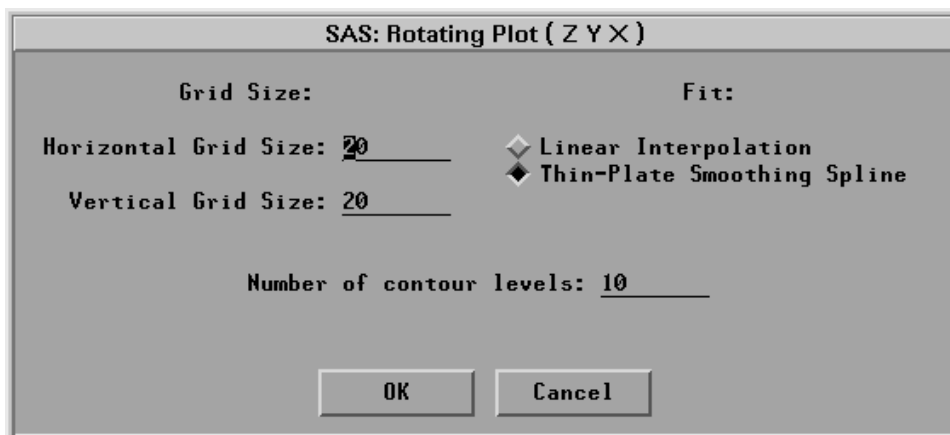 SAS: Rotating Plot ( Z Y X )
Grid Size:
Fit:
Horizontal Grid Size: 20
Linear Interpolation
Thin-Plate Smoothing Spline
Vertical Grid Size: 20
Number of contour levels: 10
OK
Cancel